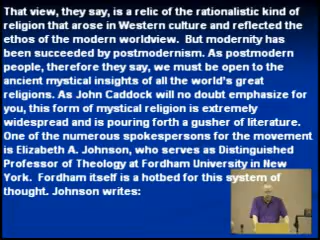 That view, they say, is a relic of the rationalistic kind of
religion that arose in Western culture and reflected the
ethos of the modern worldview.  But modernity has
been succeeded by postmodernism. As postmodern
people, therefore they say, we must be open to the
ancient mystical insights of all the world's great
religions. As John Caddock will no doubt emphasize for
you, this form of mystical religion is extremely
widespread and is pouring forth a gusher of literature.
One of the numerous spokespersons for the movement
is Elizabeth A. Johnson, who serves as Distinguished
Professor of Theology at Fordham University in New
York.  Fordham itself is a hotbed for this system of
thought. Johnson writes: